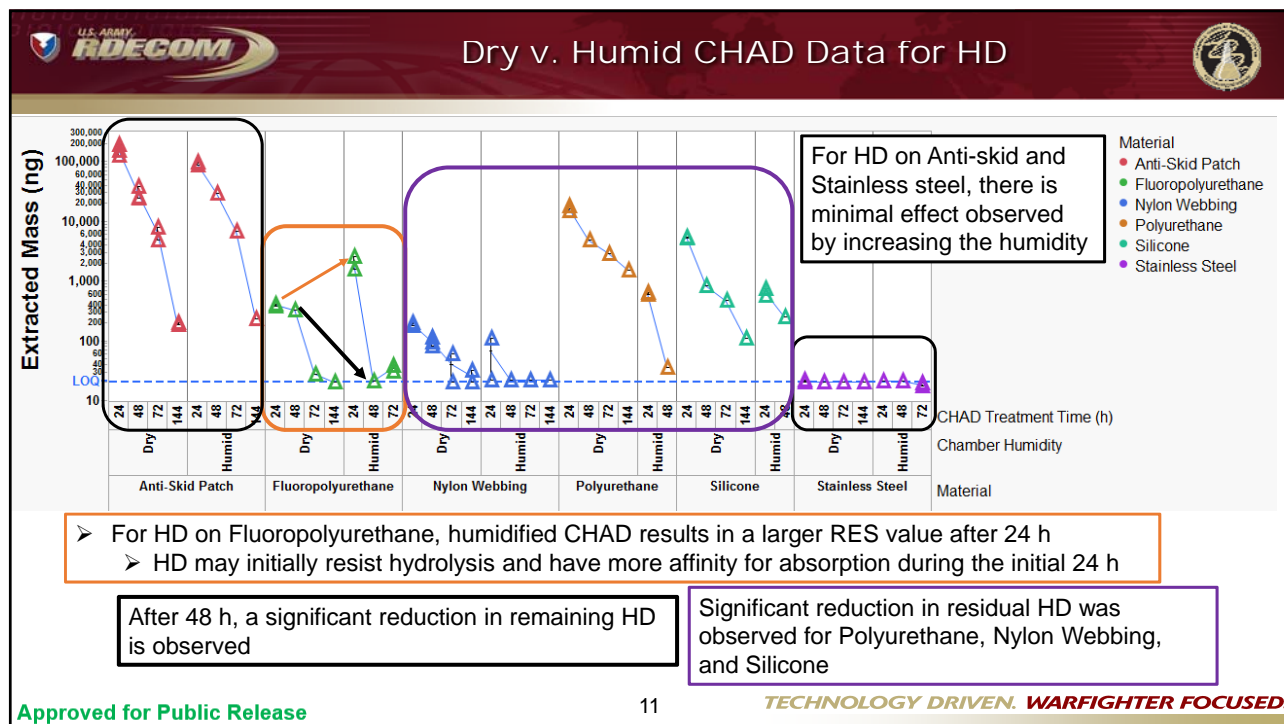 U.S. ARMY
RDECOM
Dry v. Humid CHAD Data for HD
Extracted Mass (ng)
300,000
200,000
100,000
60,000
40,000
30,000
20,000
10,000
6,000
4,000
3,000
2,000
1,000
600
400
300
200
100
60
40
30
LOQ
10
For HD on Anti-skid and
Stainless steel, there is
minimal effect observed
by increasing the humidity
Material
Anti-Skid Patch
Fluoropolyurethane
Nylon Webbing
Polyurethane
Silicone
Stainless Steel
24 48 72 144 24 48 72 144 24 48 72 144 24 48 72 24 48 72 144 24 48 72 144 24 48 72 144 24 48 24 48 72 144 24 48 24 48 72 144 24 48 72 CHAD Treatment Time (h)
Dry Humid Dry Humid Dry Humid Dry Humid Dry Humid Dry Humid Chamber Humidity
Anti-Skid Patch Fluoropolyurethane Nylon Webbing Polyurethane Silicone Stainless Steel Material
➢ For HD on Fluoropolyurethane, humidified CHAD results in a larger RES value after 24 h
➢ HD may initially resist hydrolysis and have more affinity for absorption during the initial 24 h
After 48 h, a significant reduction in remaining HD
is observed
Significant reduction in residual HD was
observed for Polyurethane, Nylon Webbing,
and Silicone
Approved for Public Release
11
TECHNOLOGY DRIVEN. WARFIGHTER FOCUSED